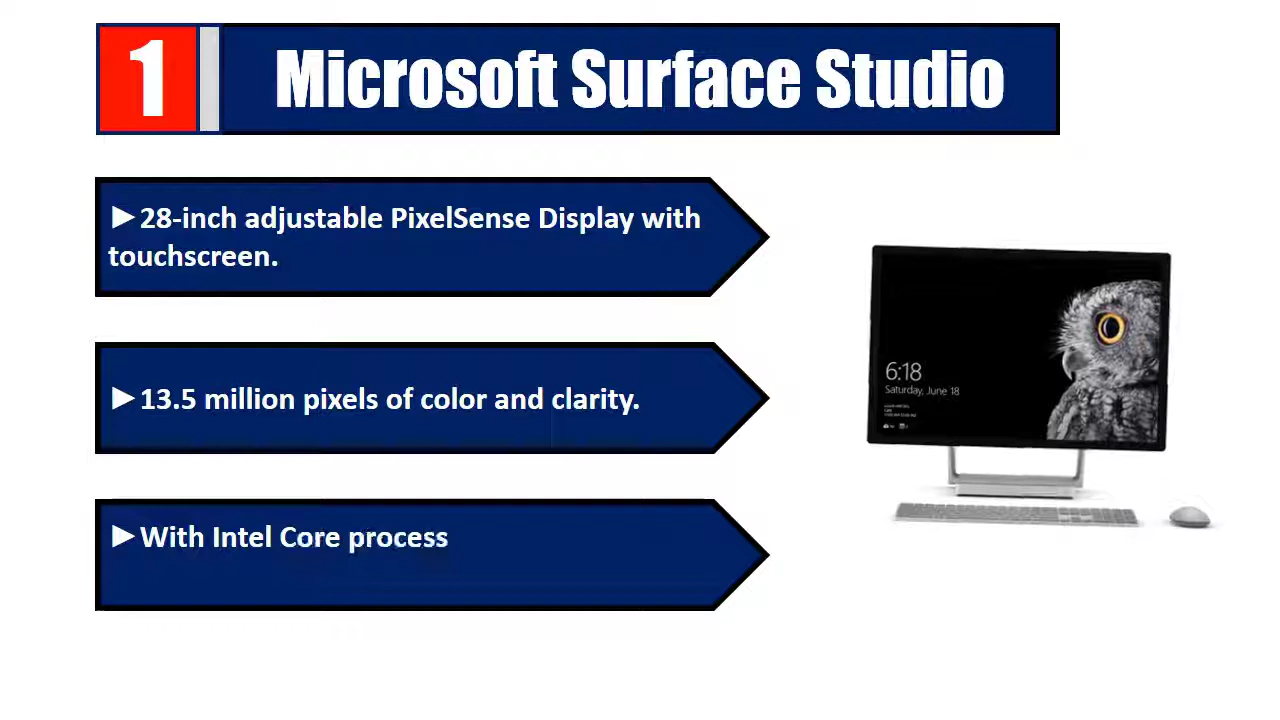 1
Microsoft Surface Studio
►28-inch adjustable PixelSense Display with
touchscreen.
►13.5 million pixels of color and clarity.
►With Intel Core process
6:18
Saturday, June 18